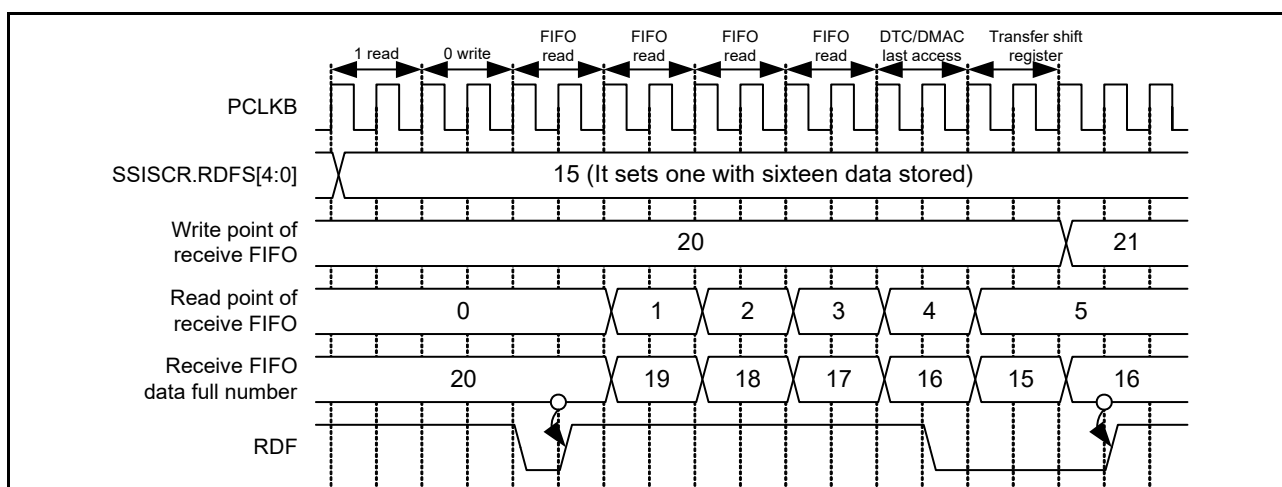 1 read
0 write
FIFO
read
FIFO
read
FIFO
read
FIFO
read
DTC/DMAC
last access
Transfer shift
register
PCLKB
SSISCR.RDFS[4:0]
15 (It sets one with sixteen data stored)
Write point of
receive FIFO
20
21
Read point of
receive FIFO
0
1
2
3
4
5
Receive FIFO
data full number
20
19
18
17
16
15
16
RDF